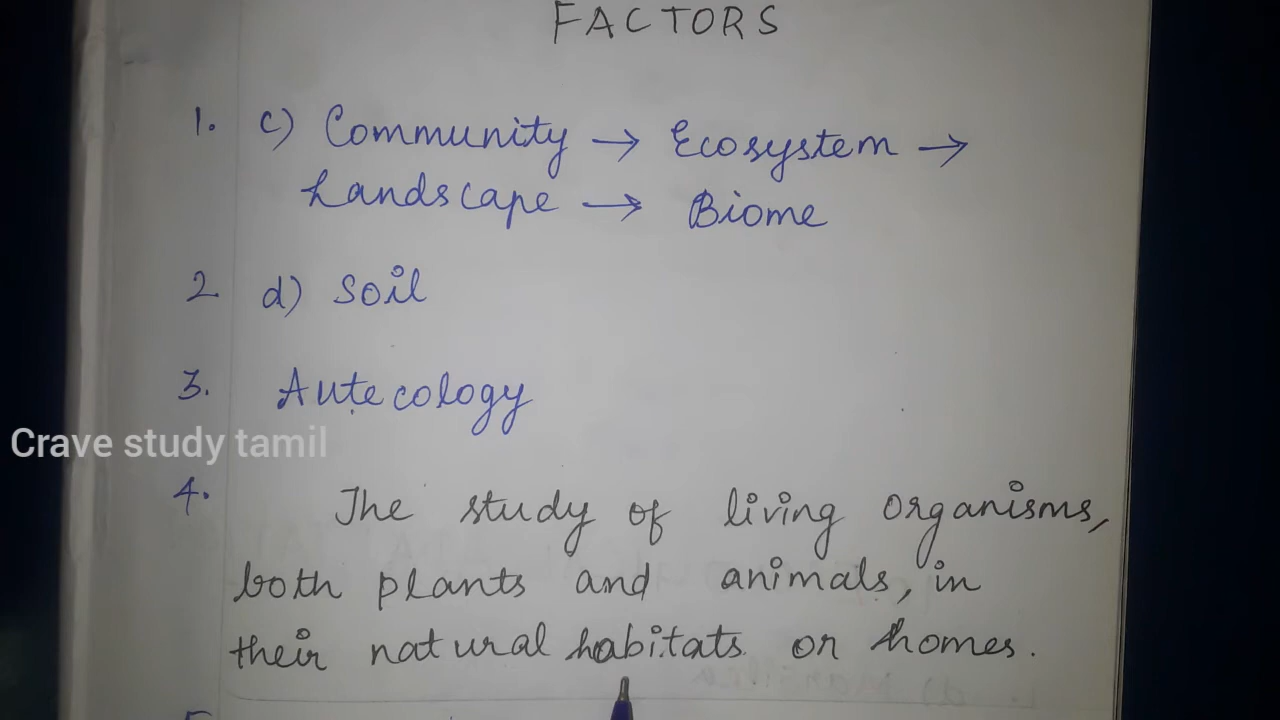 FACTORS
1. c) Community → Ecosystem →
Landscape → Biome
2 d) Soil
3. Autecology
Crave study tamil
4. The study of living organisms,
both plants and animals, in
their natural habitats or homes.